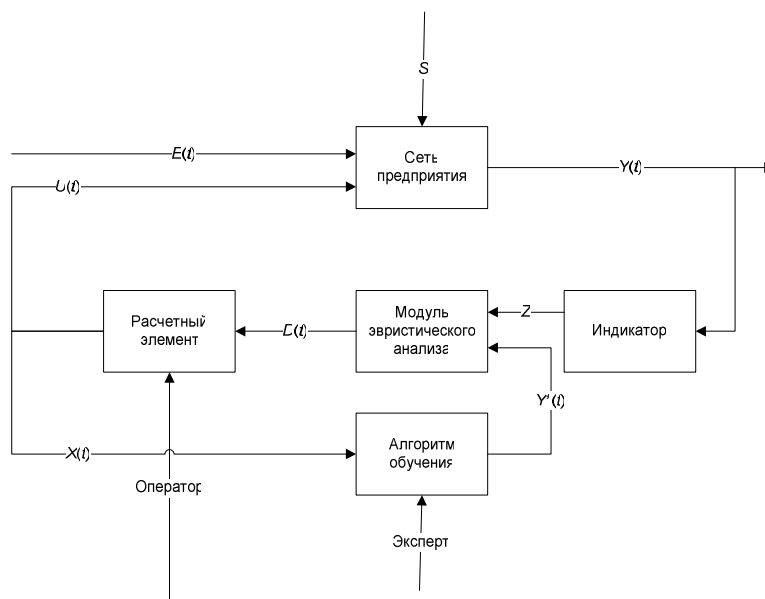 S
E(t)
Сеть
предприятия
Y(t)
U(t)
Расчетный
элемент
D(t)
Модуль
эвристического
анализа
Z
Индикатор
Y'(t)
X(t)
Алгоритм
обучения
Оператор
Эксперт